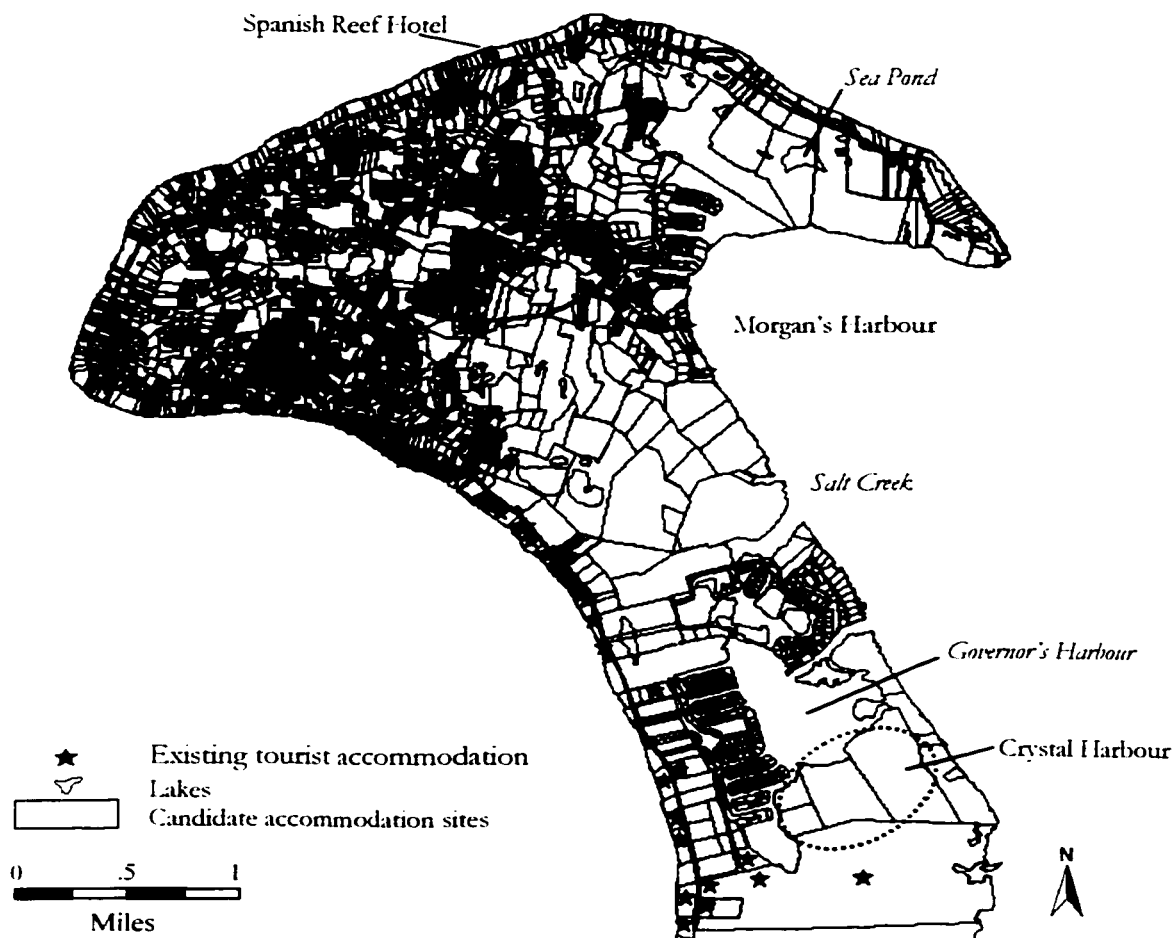 Spanish Reef Hotel
Sea Pond
Morgan's Harbour
Salt Creek
Governor's Harbour
Crystal Harbour
Existing tourist accommodation
Lakes
Candidate accommodation sites
0 .5 1
Miles
N